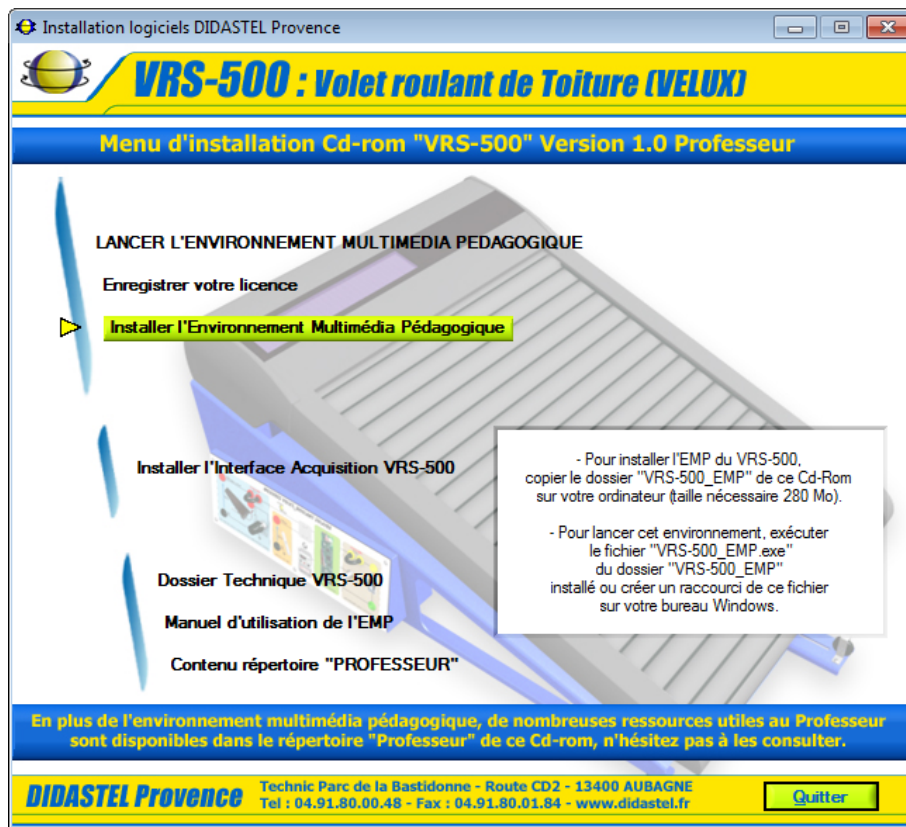 Installation logiciels DIDASTEL Provence
VRS-500 : Volet roulant de Toiture (VELUX)
Menu d'installation Cd-rom "VRS-500" Version 1.0 Professeur
LANCER L'ENVIRONNEMENT MULTIMEDIA PEDAGOGIQUE
Enregistrer votre licence
Installer l'Environnement Multimédia Pédagogique
Installer l'Interface Acquisition VRS-500
- Pour installer l'EMP du VRS-500,
copier le dossier "VRS-500_EMP" de ce Cd-Rom
sur votre ordinateur (taille nécessaire 280 Mo).
- Pour lancer cet environnement, exécuter
le fichier "VRS-500_EMP.exe"
du dossier "VRS-500_EMP"
installé ou créer un raccourci de ce fichier
sur votre bureau Windows.
Dossier Technique VRS-500
Manuel d'utilisation de l'EMP
Contenu répertoire "PROFESSEUR"
En plus de l'environnement multimédia pédagogique, de nombreuses ressources utiles au Professeur
sont disponibles dans le répertoire "Professeur" de ce Cd-rom, n'hésitez pas à les consulter.
DIDASTEL Provence
Technic Parc de la Bastidonne - Route CD2 - 13400 AUBAGNE
Tel : 04.91.80.00.48 - Fax : 04.91.80.01.84 - www.didastel.fr
Quitter